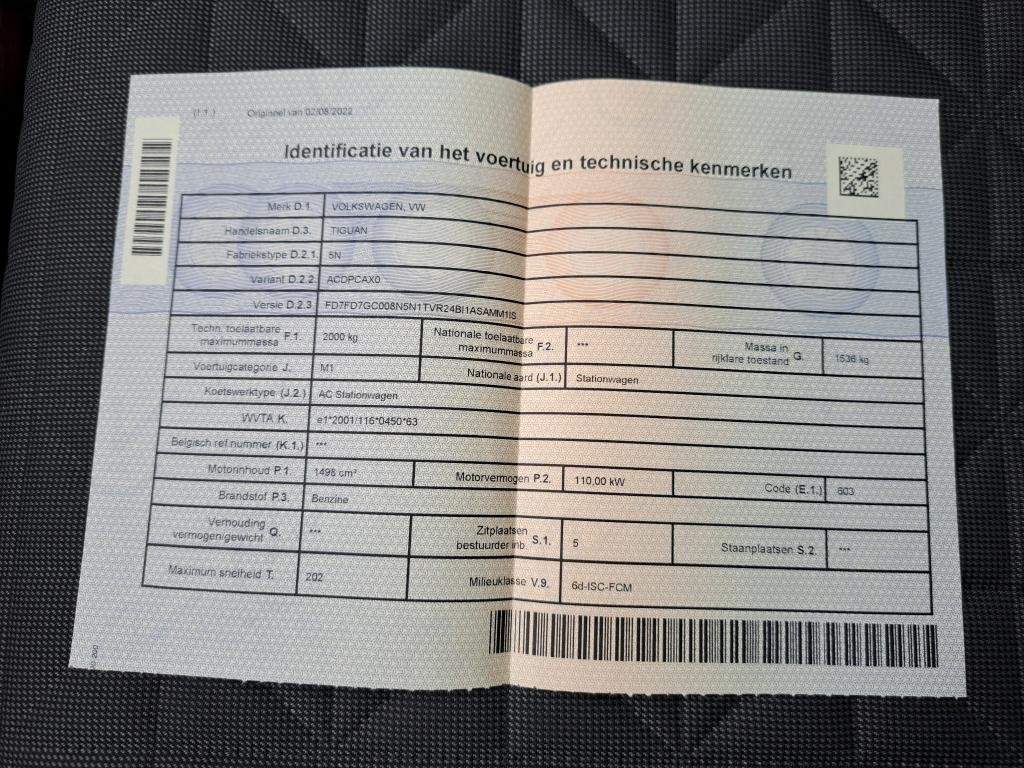 (I.1.) Origineel van 02/08/2022
Identificatie van het voertuig en technische kenmerken
Merk D.1. VOLKSWAGEN, VW
Handelsnaam D.3. TIGUAN
Fabriekstype D.2.1. 5N
Variant D.2.2. ACDPCAX0
Versie D.2.3. FD7FD7GC008N5N1TVR24BI1ASAMM1IS
Techn. toelaatbare maximummassa F.1. 2000 kg Nationale toelaatbare maximummassa F.2. *** Massa in rijklare toestand G. 1536 kg
Voertuigcategorie J. M1 Nationale aard (J.1.) Stationwagen
Koetswerktype (J.2.) AC Stationwagen
WVTA K. e1*2001/116*0450*63
Belgisch ref.nummer (K.1.) ***
Motorinhoud P.1. 1498 cm³ Motorvermogen P.2. 110,00 kW Code (E.1.) 603
Brandstof P.3. Benzine
Verhouding vermogen/gewicht Q. *** Zitplaatsen bestuurder inb. S.1. 5 Staanplaatsen S.2. ***
Maximum snelheid T. 202 Milieuklasse V.9. 6d-ISC-FCM